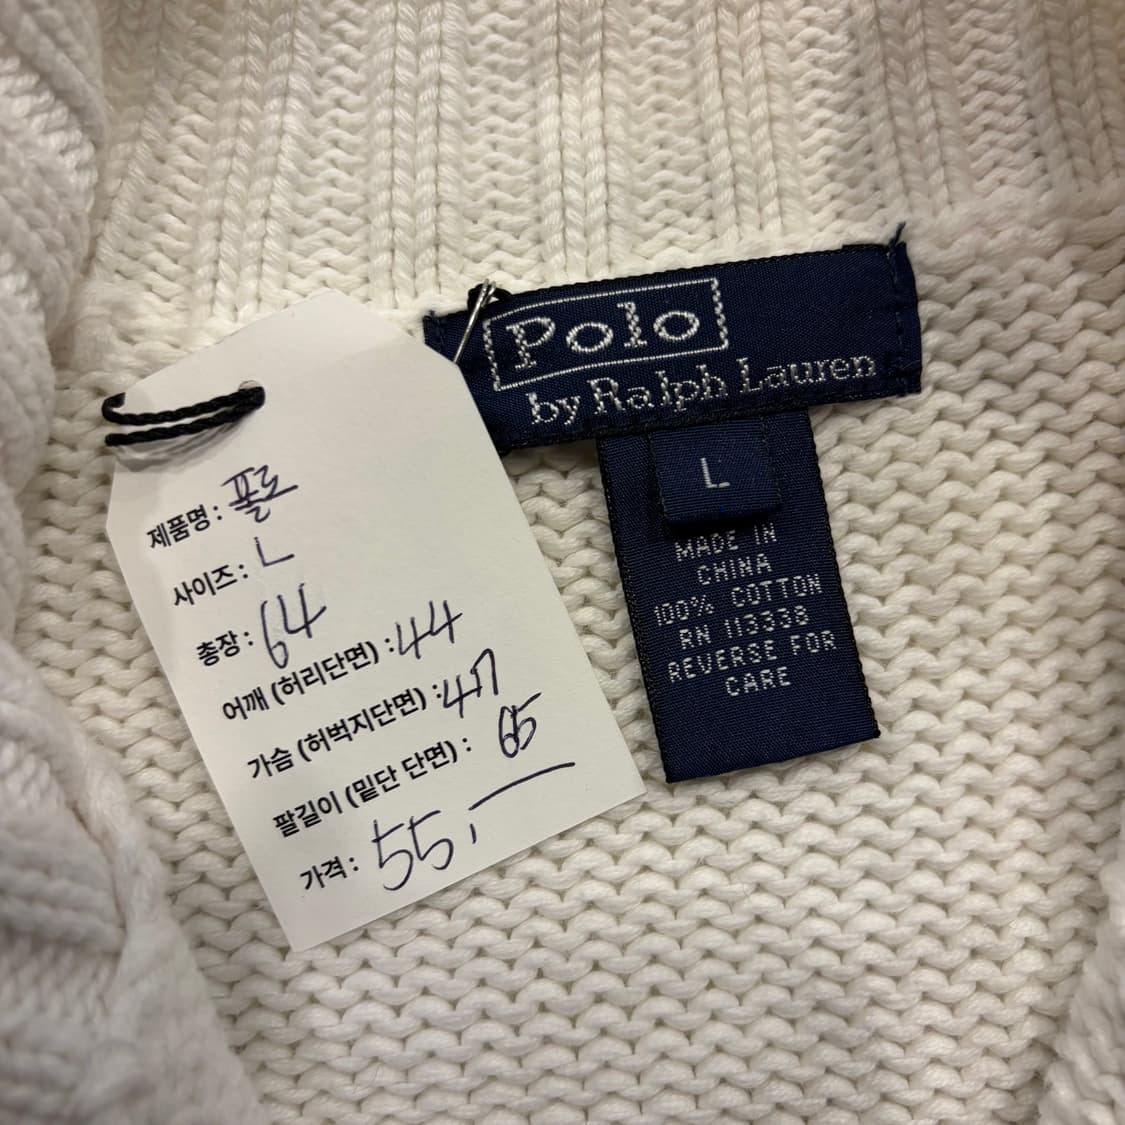 제품명: 폴로
사이즈: L
총장: 64
어깨 (허리단면) : 44
가슴 (허벅지단면) : 47
팔길이 (밑단 단면) : 65
가격: 55,—
Polo
by Ralph Lauren
L
MADE IN
CHINA
100% COTTON
RN 113338
REVERSE FOR
CARE